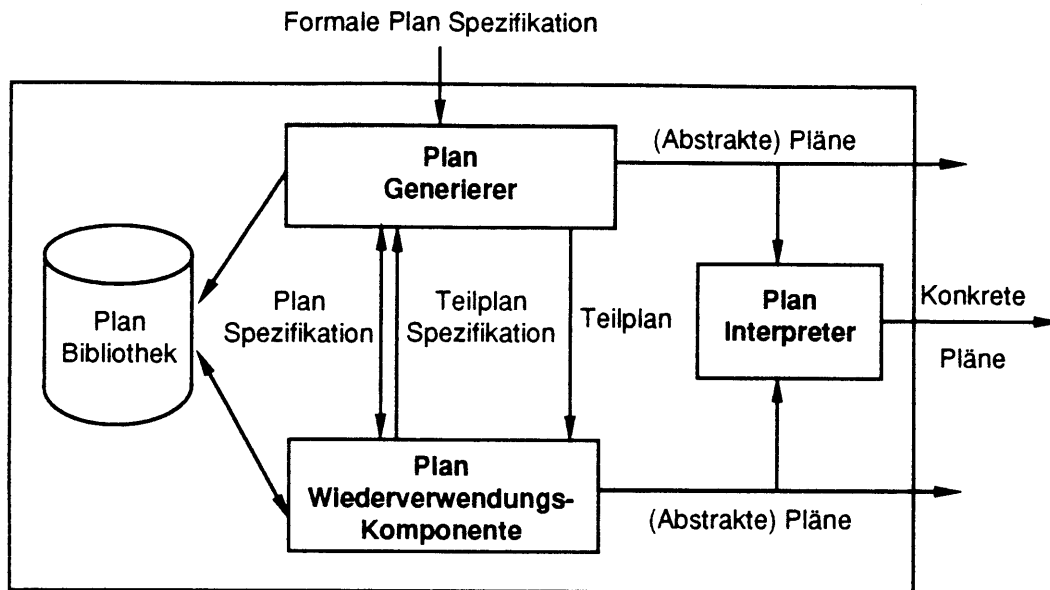 Formale Plan Spezifikation
(Abstrakte) Pläne
Plan
Generierer
Plan
Bibliothek
Plan
Spezifikation
Teilplan
Spezifikation
Teilplan
Plan
Interpreter
Konkrete
Pläne
Plan
Wiederverwendungs-
Komponente
(Abstrakte) Pläne